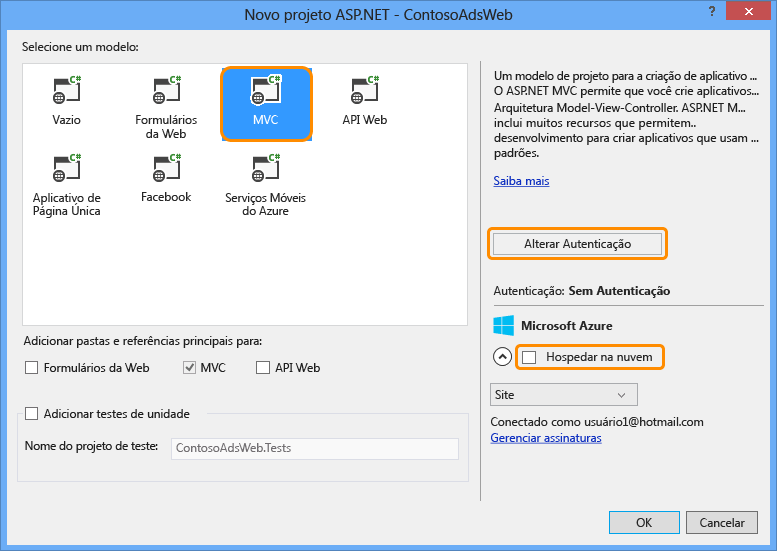 Novo projeto ASP.NET - ContosoAdsWeb
?
Selecione um modelo:
C#
Vazio
C#
Formulários
da Web
C#
MVC
C#
API Web
C#
Aplicativo de
Página Única
C#
Facebook
C#
Serviços Móveis
do Azure
Um modelo de projeto para a criação de aplicativo ...
O ASP.NET MVC permite que você crie aplicativos...
Arquitetura Model-View-Controller. ASP.NET M...
inclui muitos recursos que permitem..
desenvolvimento para criar aplicativos que usam ...
padrões.
Saiba mais
Alterar Autenticação
Autenticação: Sem Autenticação
Microsoft Azure
Hospedar na nuvem
Site
Conectado como usuário1@hotmail.com
Gerenciar assinaturas
Adicionar pastas e referências principais para:
Formulários da Web
MVC
API Web
Adicionar testes de unidade
Nome do projeto de teste:
ContosoAdsWeb.Tests
OK
Cancelar